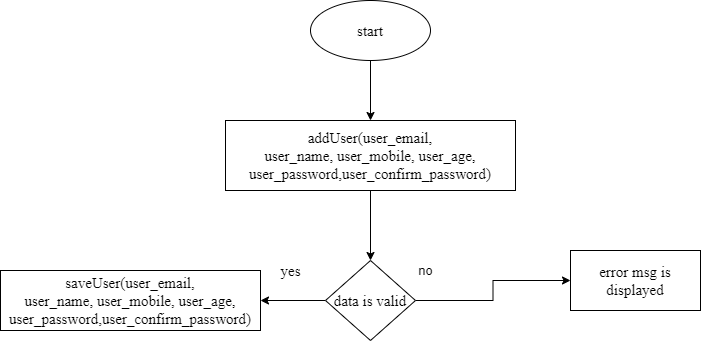 start
addUser(user_email,
user_name, user_mobile, user_age,
user_password,user_confirm_password)
yes
no
saveUser(user_email,
user_name, user_mobile, user_age,
user_password,user_confirm_password)
data is valid
error msg is
displayed